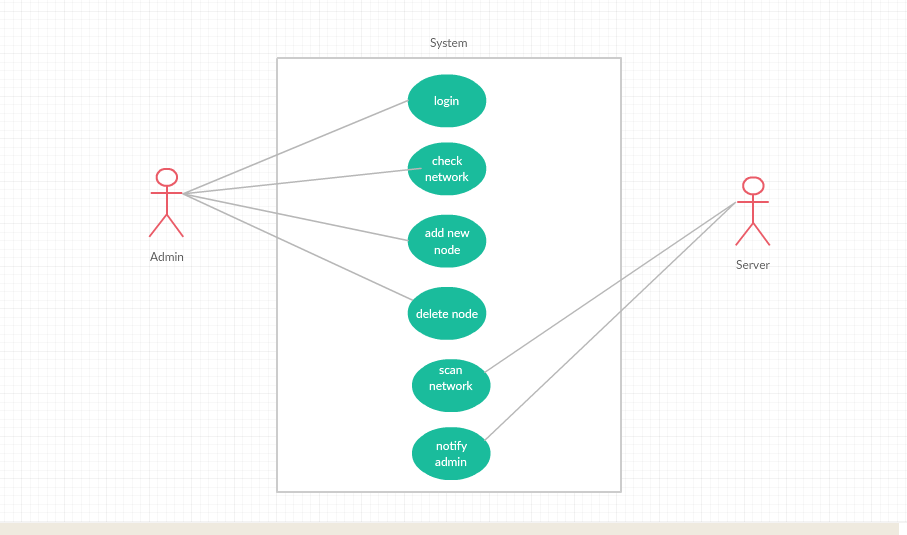 System
login
check
network
add new
node
delete node
scan
network
notify
admin
Admin
Server